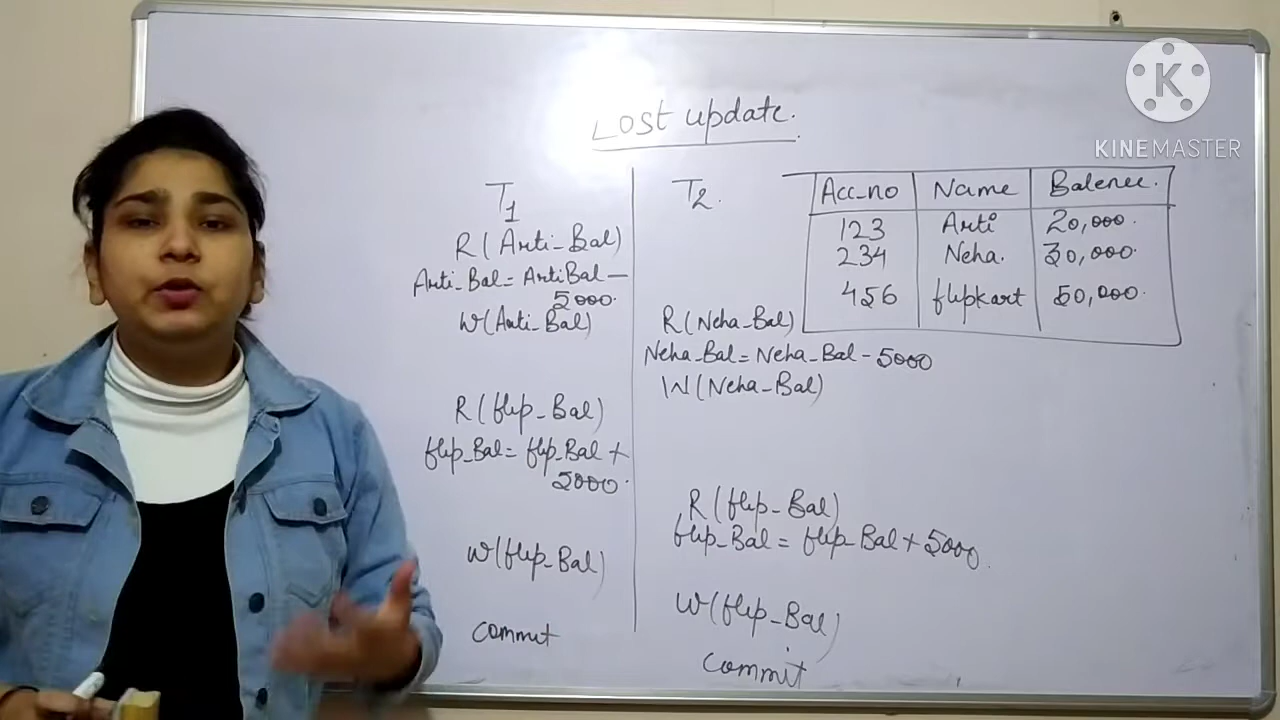 Lost update.
T1
R(Arti_Bal)
Arti_Bal = ArtiBal -
5000.
W(Arti_Bal)
R(flip_Bal)
flip_Bal = flip_Bal +
5000.
W(flip_Bal)
Commit
T2.
R(Neha_Bal)
Neha_Bal = Neha_Bal - 5000
W(Neha_Bal)
R(flip_Bal)
flip_Bal = flip_Bal + 5000.
W(flip_Bal)
Commit
Acc_no Name Balence.
123 Arti 20,000.
234 Neha. 30,000.
456 flipkart 50,000.
K
KINEMASTER